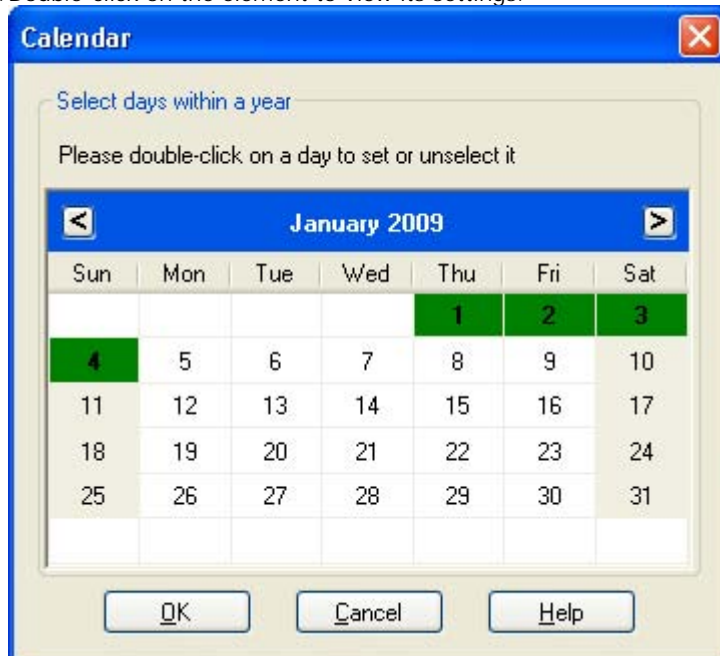 Double-click on the element to view its settings.
Calendar
Select days within a year
Please double-click on a day to set or unselect it
< January 2009 >
Sun Mon Tue Wed Thu Fri Sat
1 2 3
4 5 6 7 8 9 10
11 12 13 14 15 16 17
18 19 20 21 22 23 24
25 26 27 28 29 30 31
OK Cancel Help